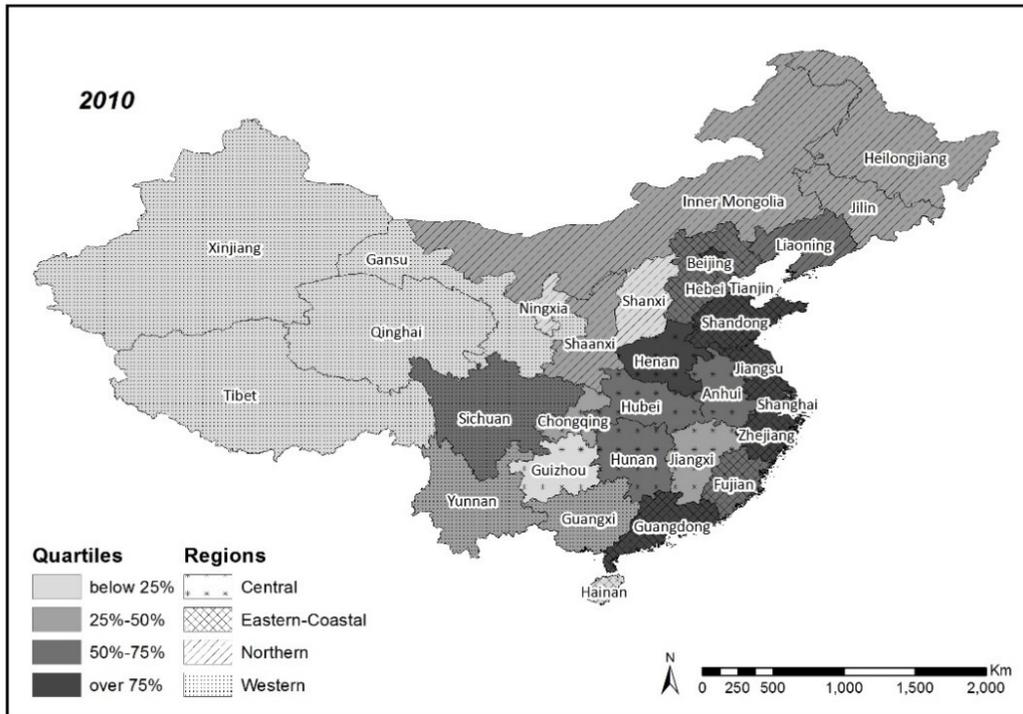 2010
Heilongjiang
Inner Mongolia
Jilin
Xinjiang
Liaoning
Gansu
Beijing
Hebei Tianjin
Ningxia
Shanxi
Qinghai
Shandong
Shaanxi
Henan
Jiangsu
Tibet
Anhui
Sichuan
Hubei
Shanghai
Chongqing
Zhejiang
Guizhou
Hunan
Jiangxi
Fujian
Yunnan
Guangxi
Guangdong
Hainan
Quartiles
below 25%
25%-50%
50%-75%
over 75%
Regions
Central
Eastern-Coastal
Northern
Western
N
Km
0 250 500 1,000 1,500 2,000